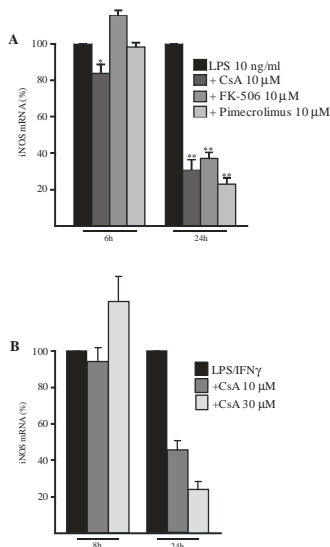 A
iNOS mRNA (%)
100
80
60
40
20
*
**
**
**
LPS 10 ng/ml
+ CsA 10 µM
+ FK-506 10 µM
+ Pimecrolimus 10 µM
6h
24h
B
iNOS mRNA (%)
100
80
60
40
20
LPS/IFNγ
+CsA 10 µM
+CsA 30 µM
8h
24h